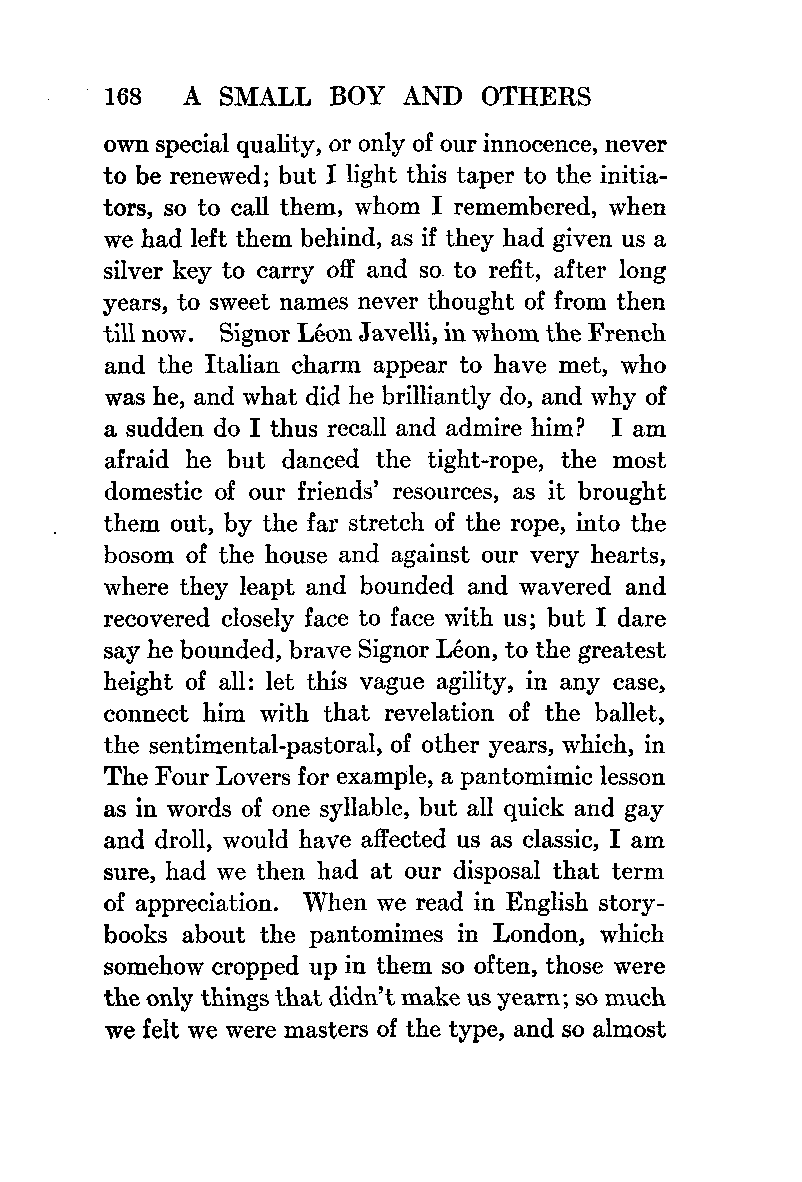 168 A SMALL BOY AND OTHERS
own special quality, or only of our innocence, never
to be renewed; but I light this taper to the initia-
tors, so to call them, whom I remembered, when
we had left them behind, as if they had given us a
silver key to carry off and so to refit, after long
years, to sweet names never thought of from then
till now. Signor Léon Javelli, in whom the French
and the Italian charm appear to have met, who
was he, and what did he brilliantly do, and why of
a sudden do I thus recall and admire him? I am
afraid he but danced the tight-rope, the most
domestic of our friends' resources, as it brought
them out, by the far stretch of the rope, into the
bosom of the house and against our very hearts,
where they leapt and bounded and wavered and
recovered closely face to face with us; but I dare
say he bounded, brave Signor Léon, to the greatest
height of all: let this vague agility, in any case,
connect him with that revelation of the ballet,
the sentimental-pastoral, of other years, which, in
The Four Lovers for example, a pantomimic lesson
as in words of one syllable, but all quick and gay
and droll, would have affected us as classic, I am
sure, had we then had at our disposal that term
of appreciation. When we read in English story-
books about the pantomimes in London, which
somehow cropped up in them so often, those were
the only things that didn't make us yearn; so much
we felt we were masters of the type, and so almost